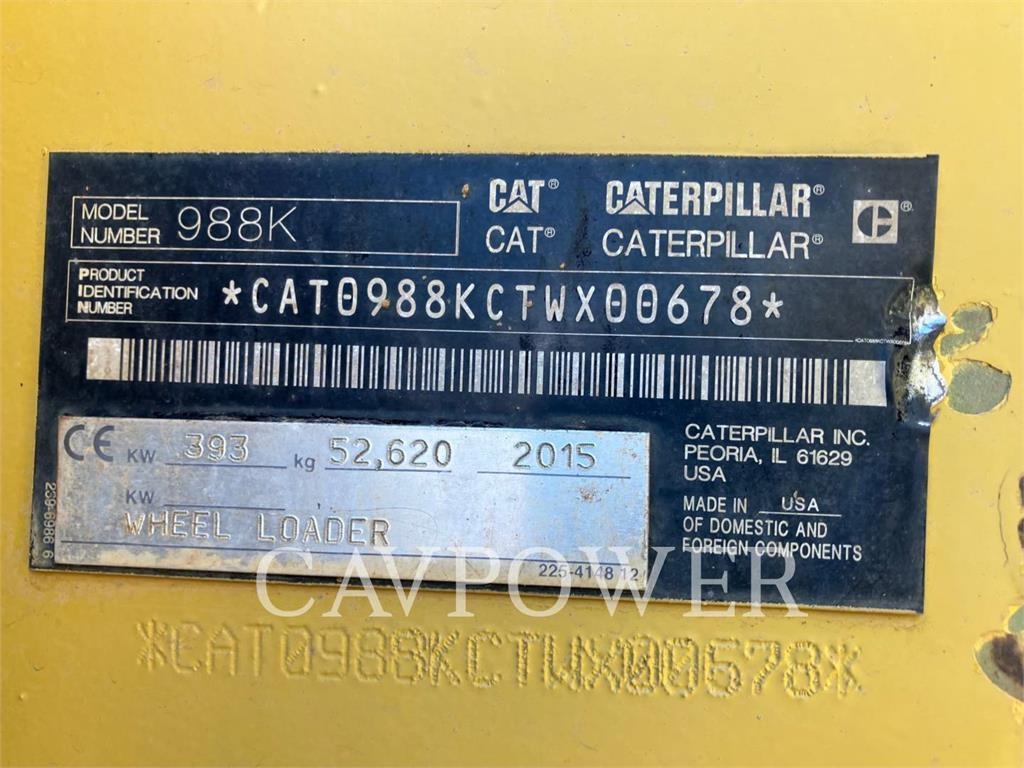 MODEL NUMBER 988K
CAT® CATERPILLAR®
CAT® CATERPILLAR®
PRODUCT
IDENTIFICATION
NUMBER
*CAT0988KCTWX00678*
CE KW 393 kg 52,620 2015
KW
WHEEL LOADER
225-4148 12
CATERPILLAR INC.
PEORIA, IL 61629
USA
MADE IN USA
OF DOMESTIC AND
FOREIGN COMPONENTS
CAVPOWER
*CAT0988KCTWX00678*